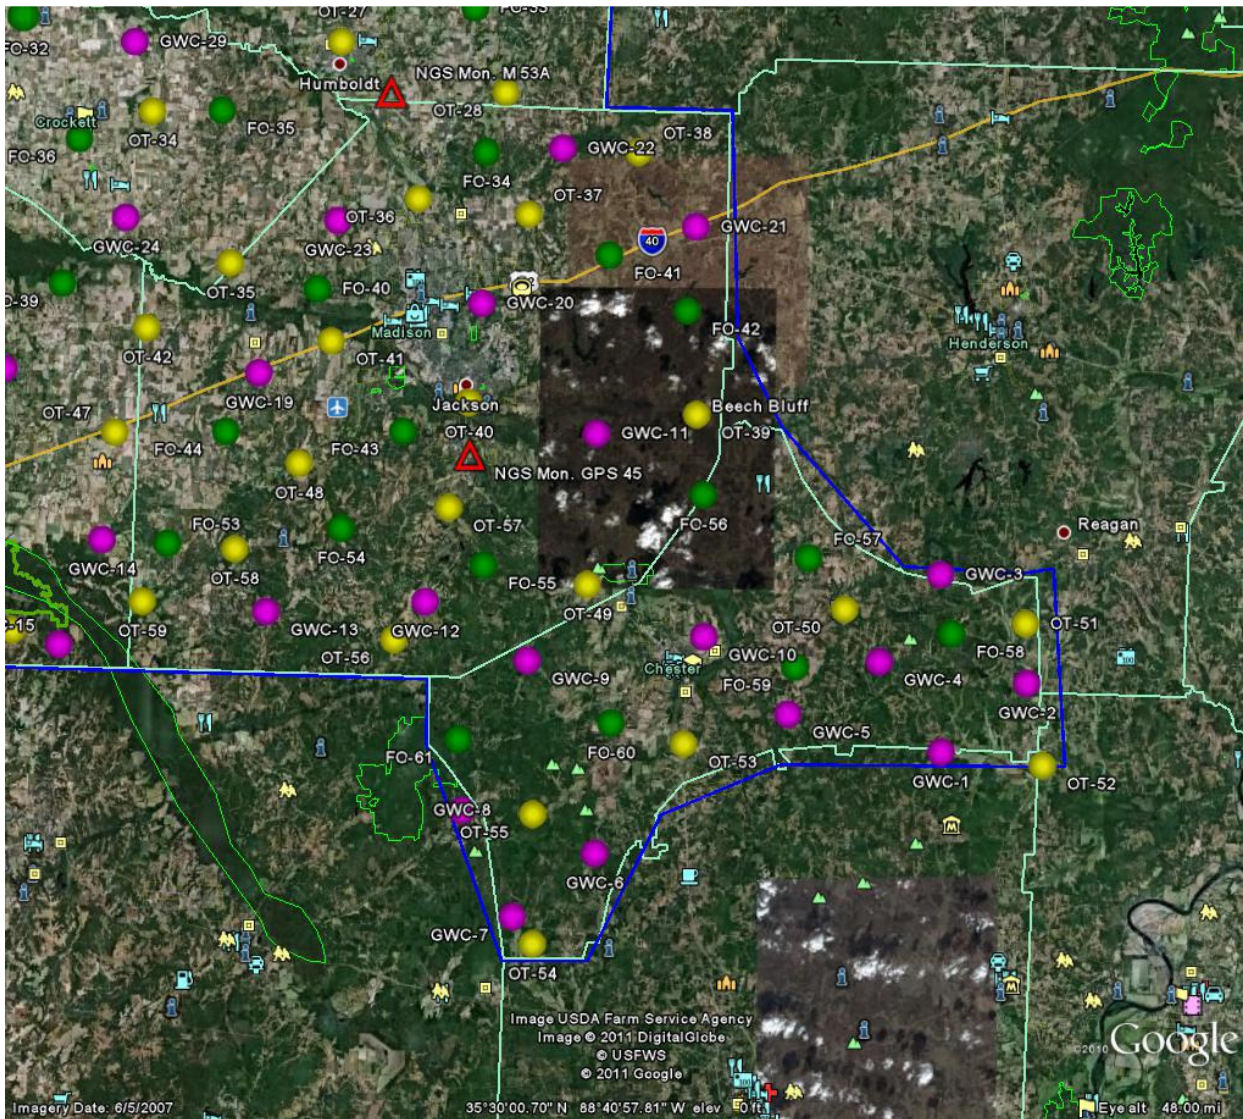 OT-27
FO-33
FO-32
GWC-29
Humboldt
NGS Mon. M 53A
OT-28
Crockett
OT-34
FO-35
OT-38
FO-36
GWC-22
FO-34
OT-37
OT-36
GWC-24
GWC-23
GWC-21
40
OT-35
FO-40
FO-41
O-39
GWC-20
FO-42
Madison
Henderson
OT-42
OT-41
GWC-19
Jackson
Beech Bluff
OT-47
FO-44
FO-43
OT-40
GWC-11
OT-39
NGS Mon. GPS 45
OT-48
FO-53
OT-57
FO-56
FO-57
Reagan
GWC-14
OT-58
FO-54
FO-55
GWC-3
OT-59
GWC-13
GWC-12
OT-49
OT-50
OT-51
C-15
OT-56
GWC-10
FO-58
Chester
GWC-9
FO-59
GWC-4
GWC-2
FO-61
FO-60
GWC-5
OT-53
GWC-1
OT-52
GWC-8
OT-55
GWC-6
GWC-7
OT-54
Image USDA Farm Service Agency
Image © 2011 DigitalGlobe
© USFWS
© 2011 Google
©2010 Google
Imagery Date: 6/5/2007
35°30'00.70" N 88°40'57.81" W elev 0 ft
Eye alt 48.00 mi